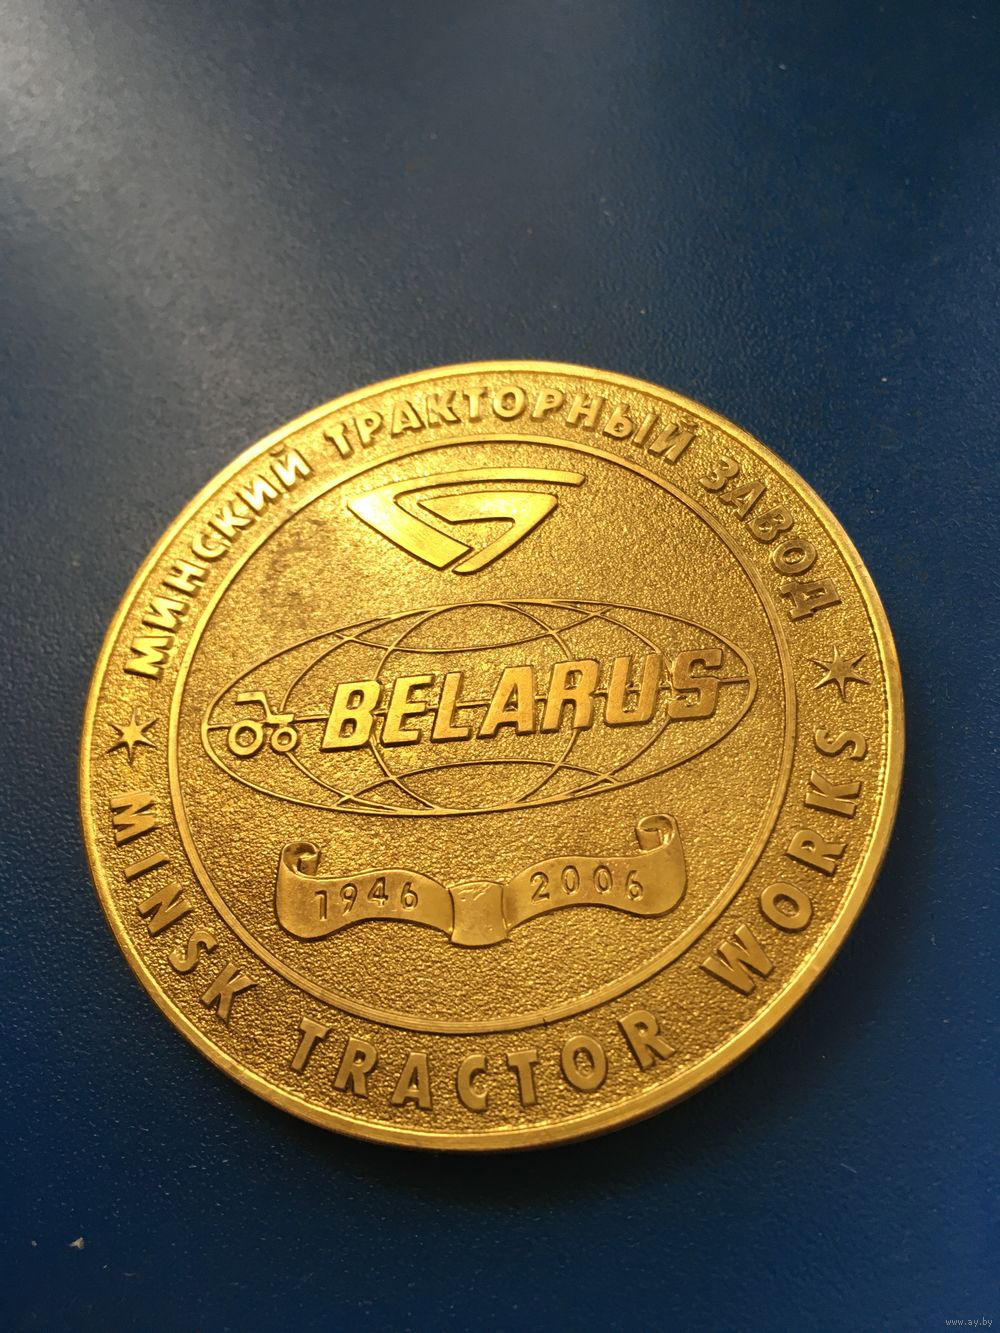 МИНСКИЙ ТРАКТОРНЫЙ ЗАВОД
BELARUS
1946 2006
MINSK TRACTOR WORKS
www.ay.by